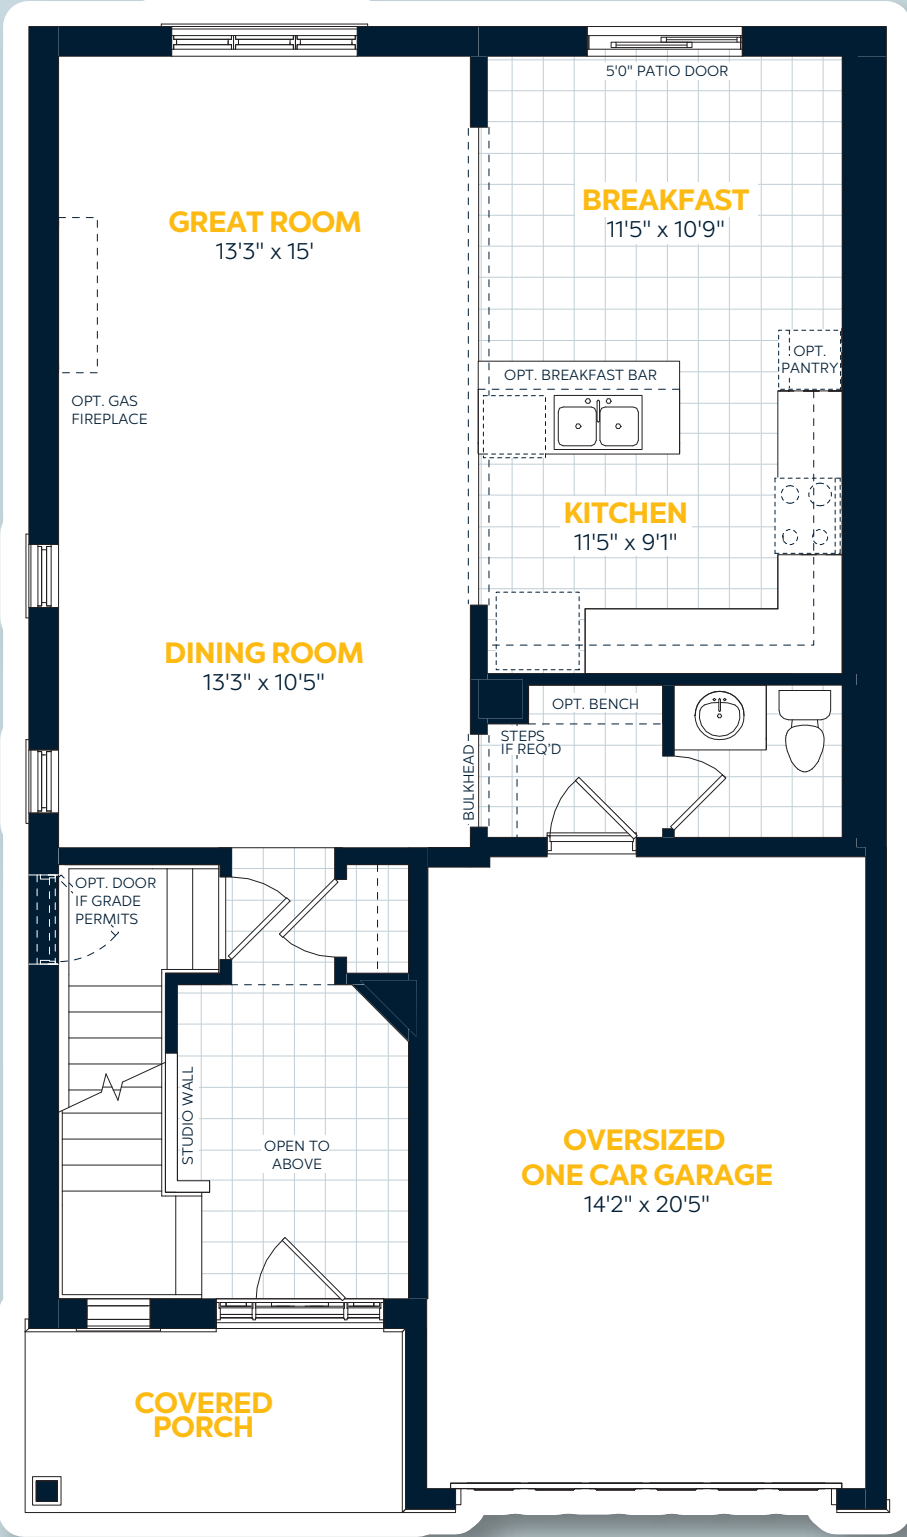 5'0" PATIO DOOR
GREAT ROOM
13'3" x 15'
BREAKFAST
11'5" x 10'9"
OPT.
PANTRY
OPT. BREAKFAST BAR
OPT. GAS
FIREPLACE
KITCHEN
11'5" x 9'1"
DINING ROOM
13'3" x 10'5"
OPT. BENCH
STEPS
IF REQ'D
BULKHEAD
OPT. DOOR
IF GRADE
PERMITS
STUDIO WALL
OPEN TO
ABOVE
OVERSIZED
ONE CAR GARAGE
14'2" x 20'5"
COVERED
PORCH